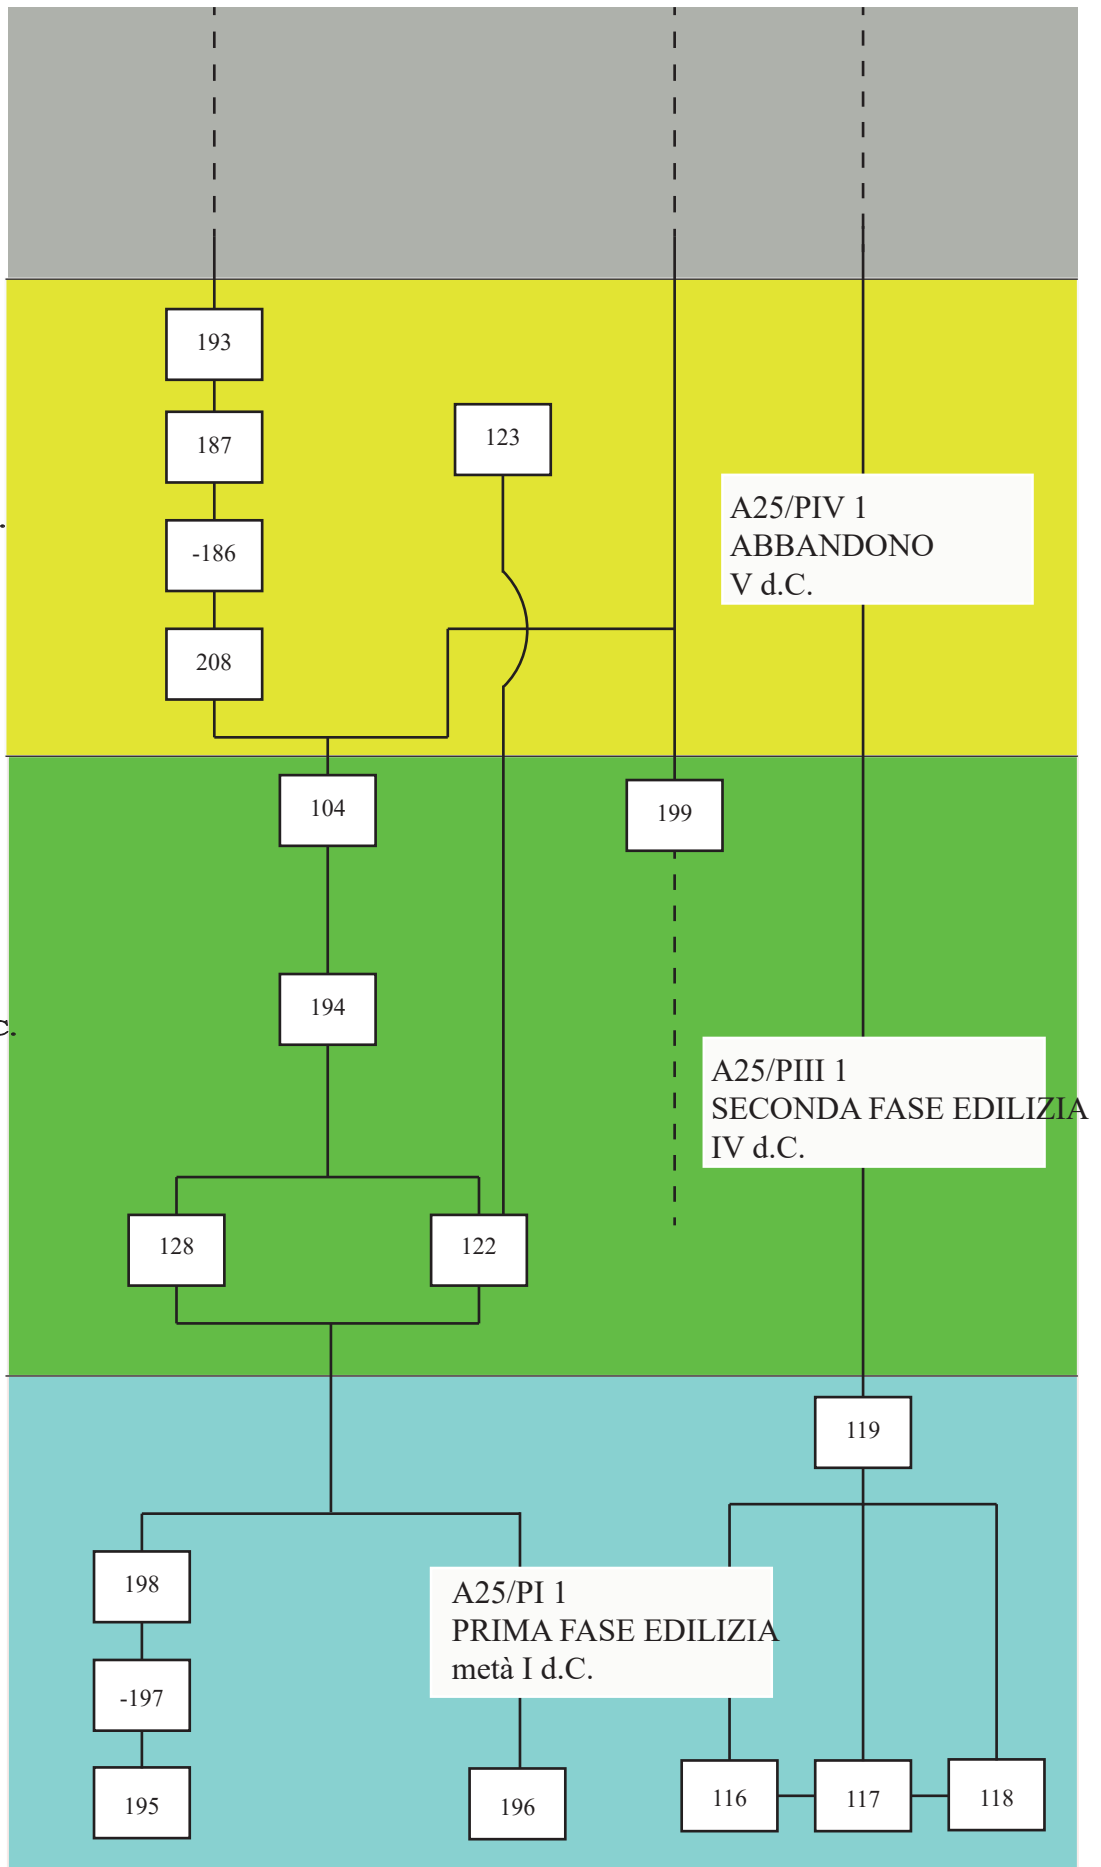 193
187
123
A25/PIV 1
ABBANDONO
V d.C.
.
-186
208
104
199
194
C.
A25/PIII 1
SECONDA FASE EDILIZIA
IV d.C.
128
122
119
198
A25/PI 1
PRIMA FASE EDILIZIA
metà I d.C.
-197
195
196
116
117
118